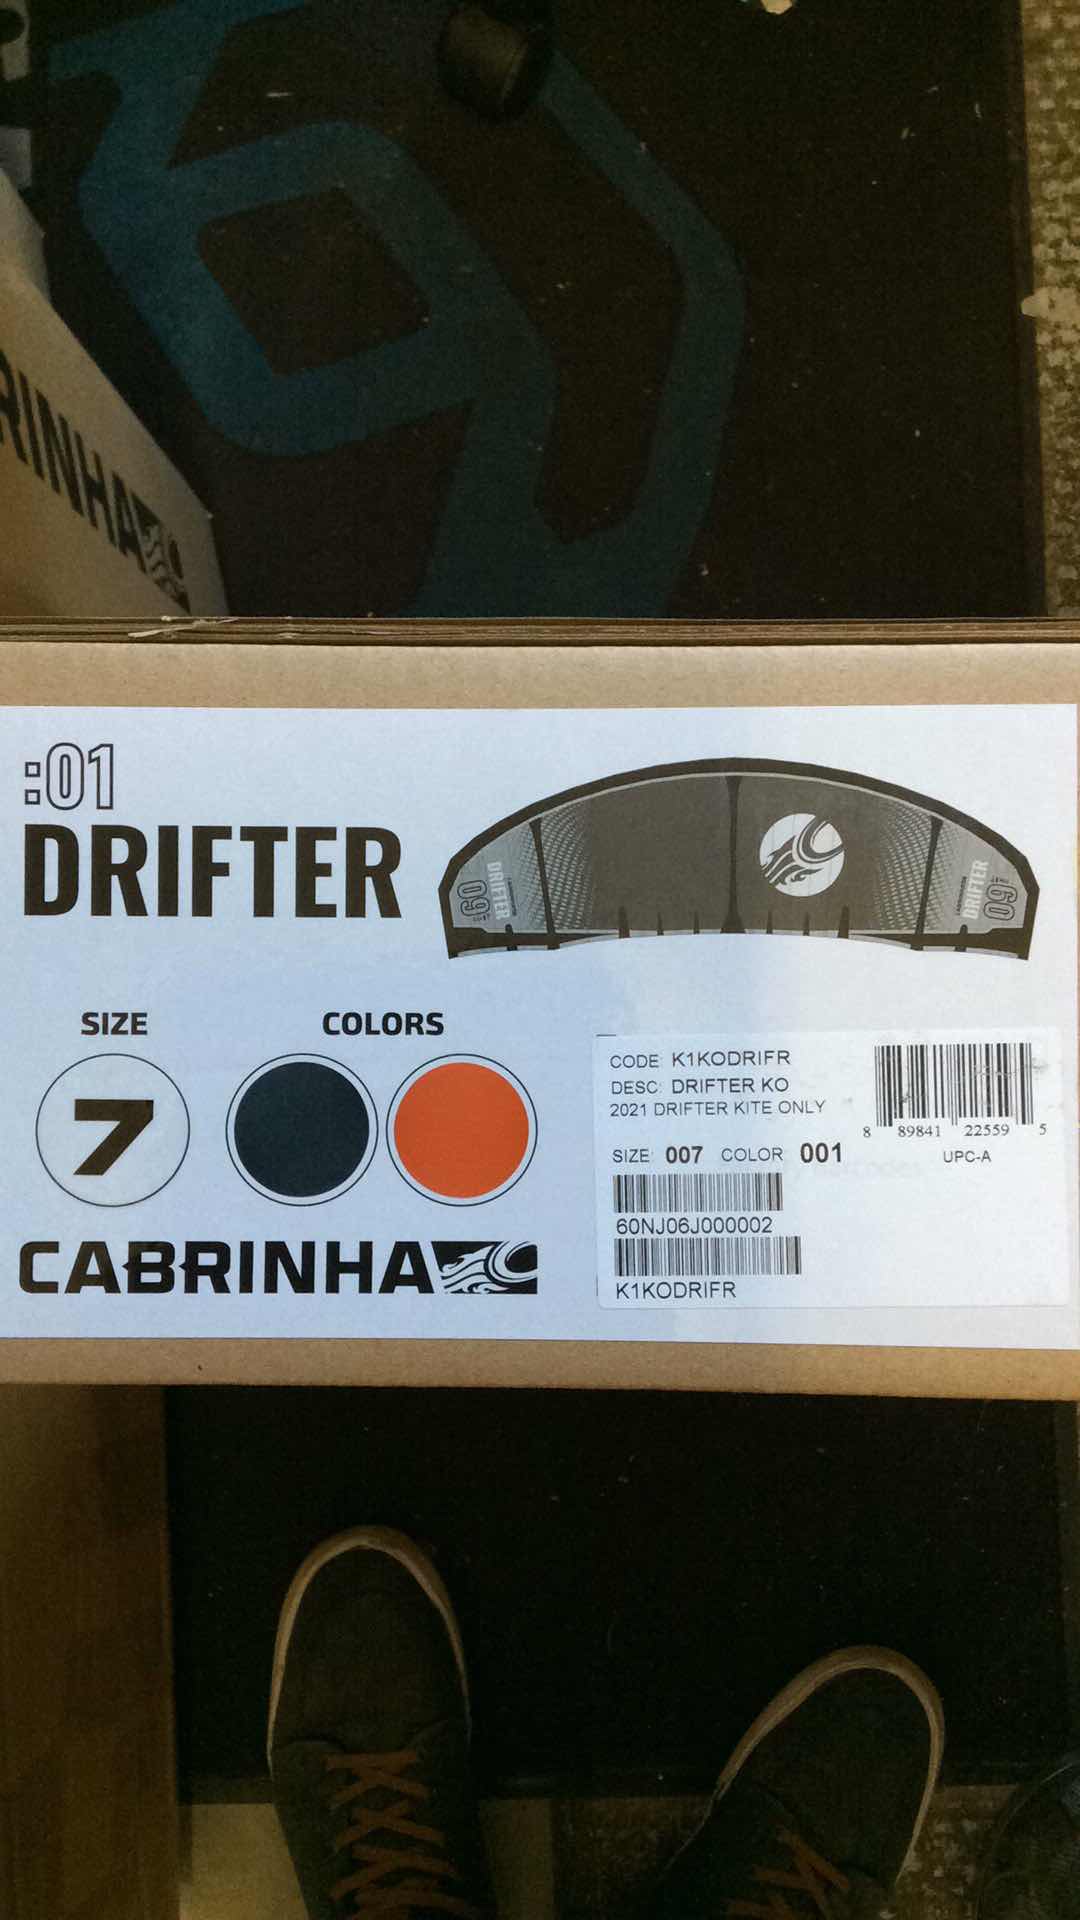 RINHA
:01
DRIFTER
09
DRIFTER
DRIFTER
09
SIZE
COLORS
7
CABRINHA
CODE: K1KODRIFR
DESC: DRIFTER KO
2021 DRIFTER KITE ONLY
SIZE: 007 COLOR 001
60NJ06J000002
K1KODRIFR
8 89841 22559 5
UPC-A